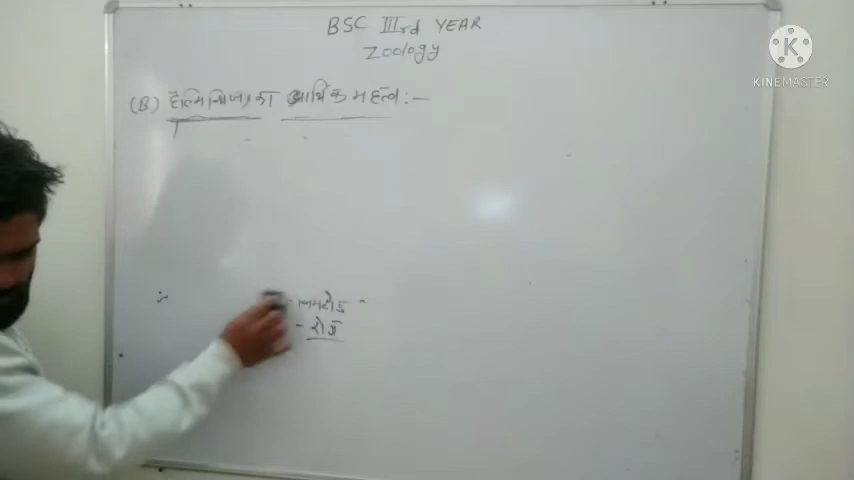 BSC IIIrd YEAR
Zoology
K
KINEMASTER
(B) का आर्थिक महत्व :-
- रोग